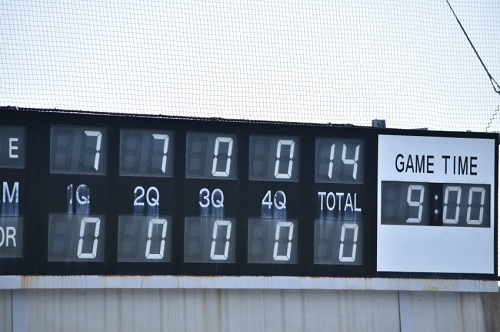 E 7 7 0 0 14 GAME TIME
M 1Q 2Q 3Q 4Q TOTAL 9:00
OR 0 0 0 0 0